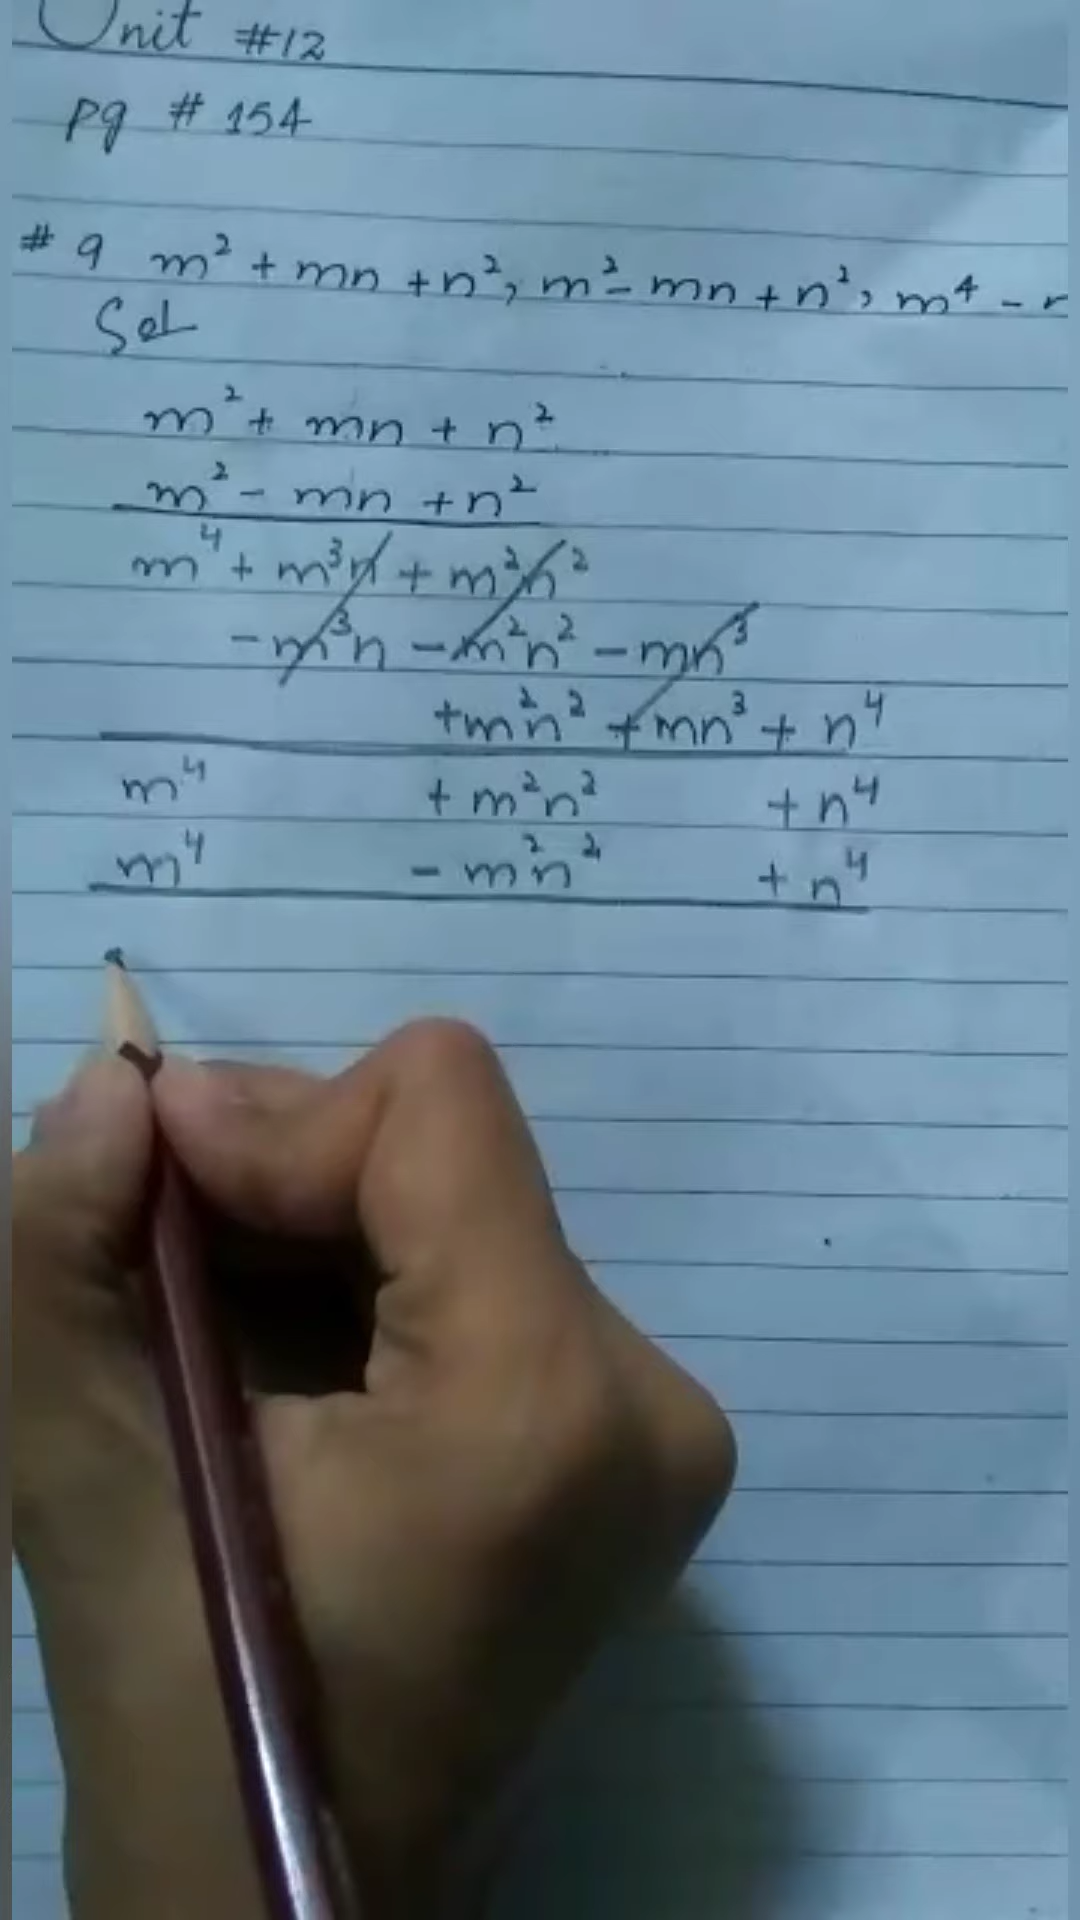 Unit #12
pg # 154
# 9 m² + mn + n², m² - mn + n², m⁴ -
Sol
m² + mn + n²
m² - mn + n²
m⁴ + m³n + m²n²
- m³n - m²n² - mn³
+ m²n² + mn³ + n⁴
m⁴ + m²n² + n⁴
m⁴ - m²n² + n⁴